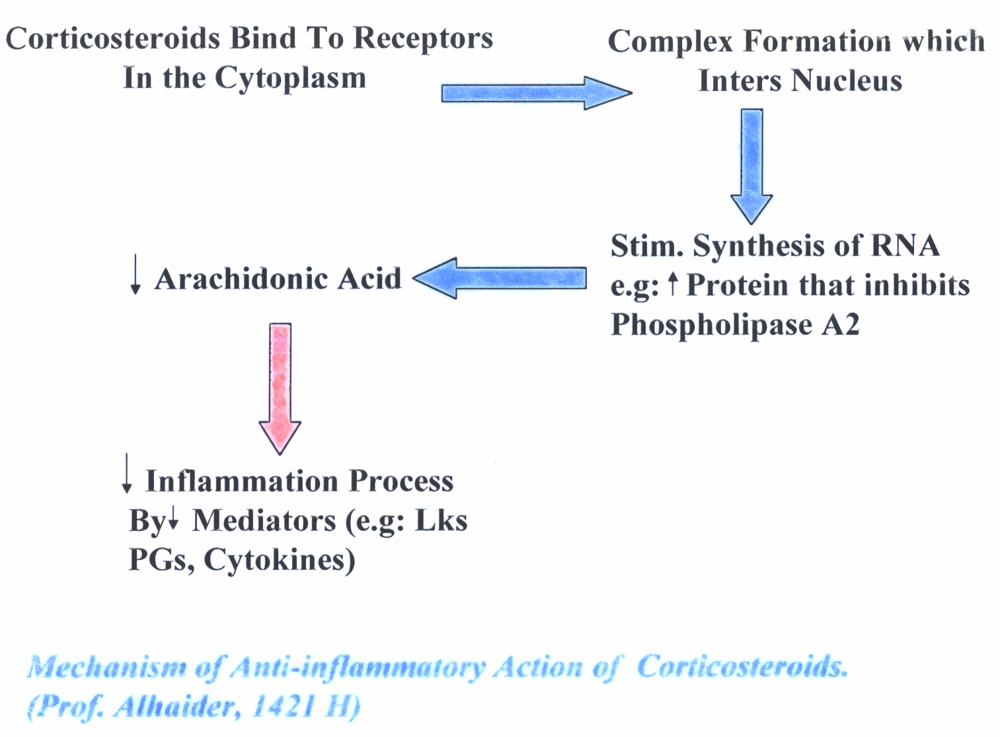 Corticosteroids Bind To Receptors
In the Cytoplasm
Complex Formation which
Inters Nucleus
Stim. Synthesis of RNA
e.g: ↑ Protein that inhibits
Phospholipase A2
↓ Arachidonic Acid
↓ Inflammation Process
By↓ Mediators (e.g: Lks
PGs, Cytokines)
Mechanism of Anti-inflammatory Action of Corticosteroids.
(Prof. Alhaider, 1421 H)